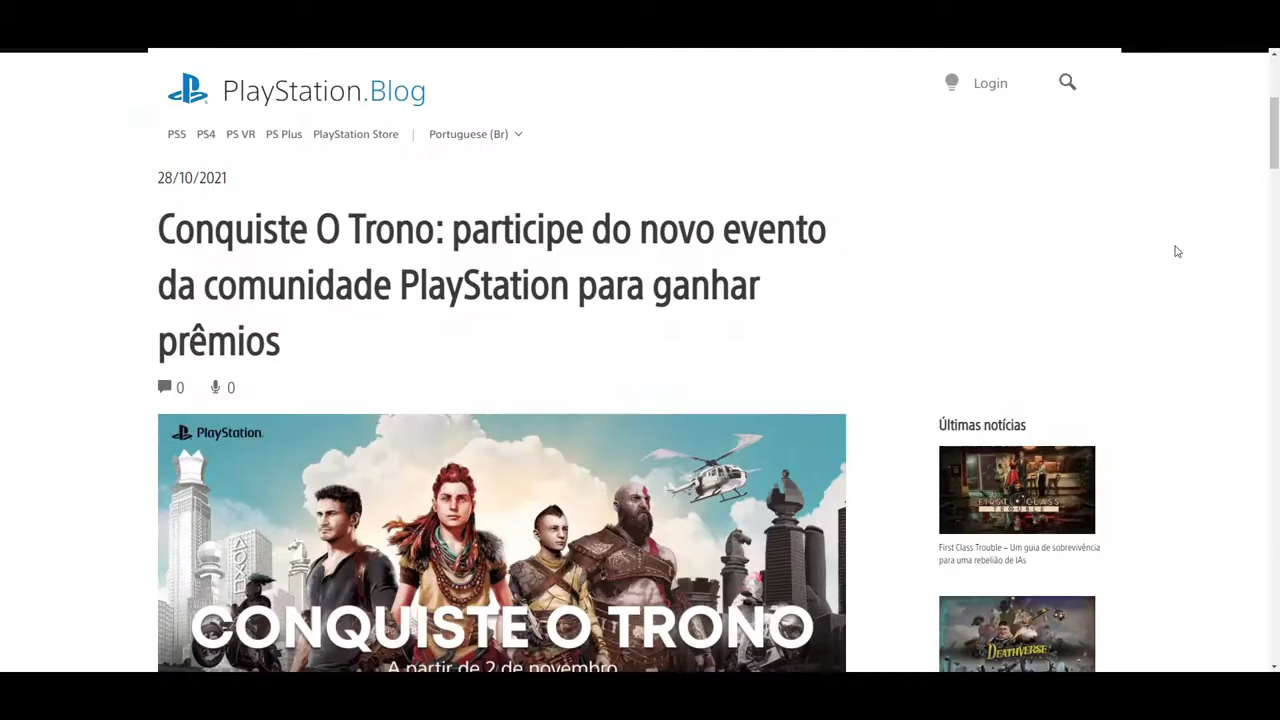 PlayStation.Blog
Login
PS5 PS4 PS VR PS Plus PlayStation Store | Portuguese (Br)
28/10/2021
Conquiste O Trono: participe do novo evento
da comunidade PlayStation para ganhar
prêmios
0 0
PlayStation
CONQUISTE O TRONO
A partir de 2 de novembro
Últimas notícias
FIRST CLASS
TROUBLE
First Class Trouble – Um guia de sobrevivência
para uma rebelião de IAs
DEATHVERSE